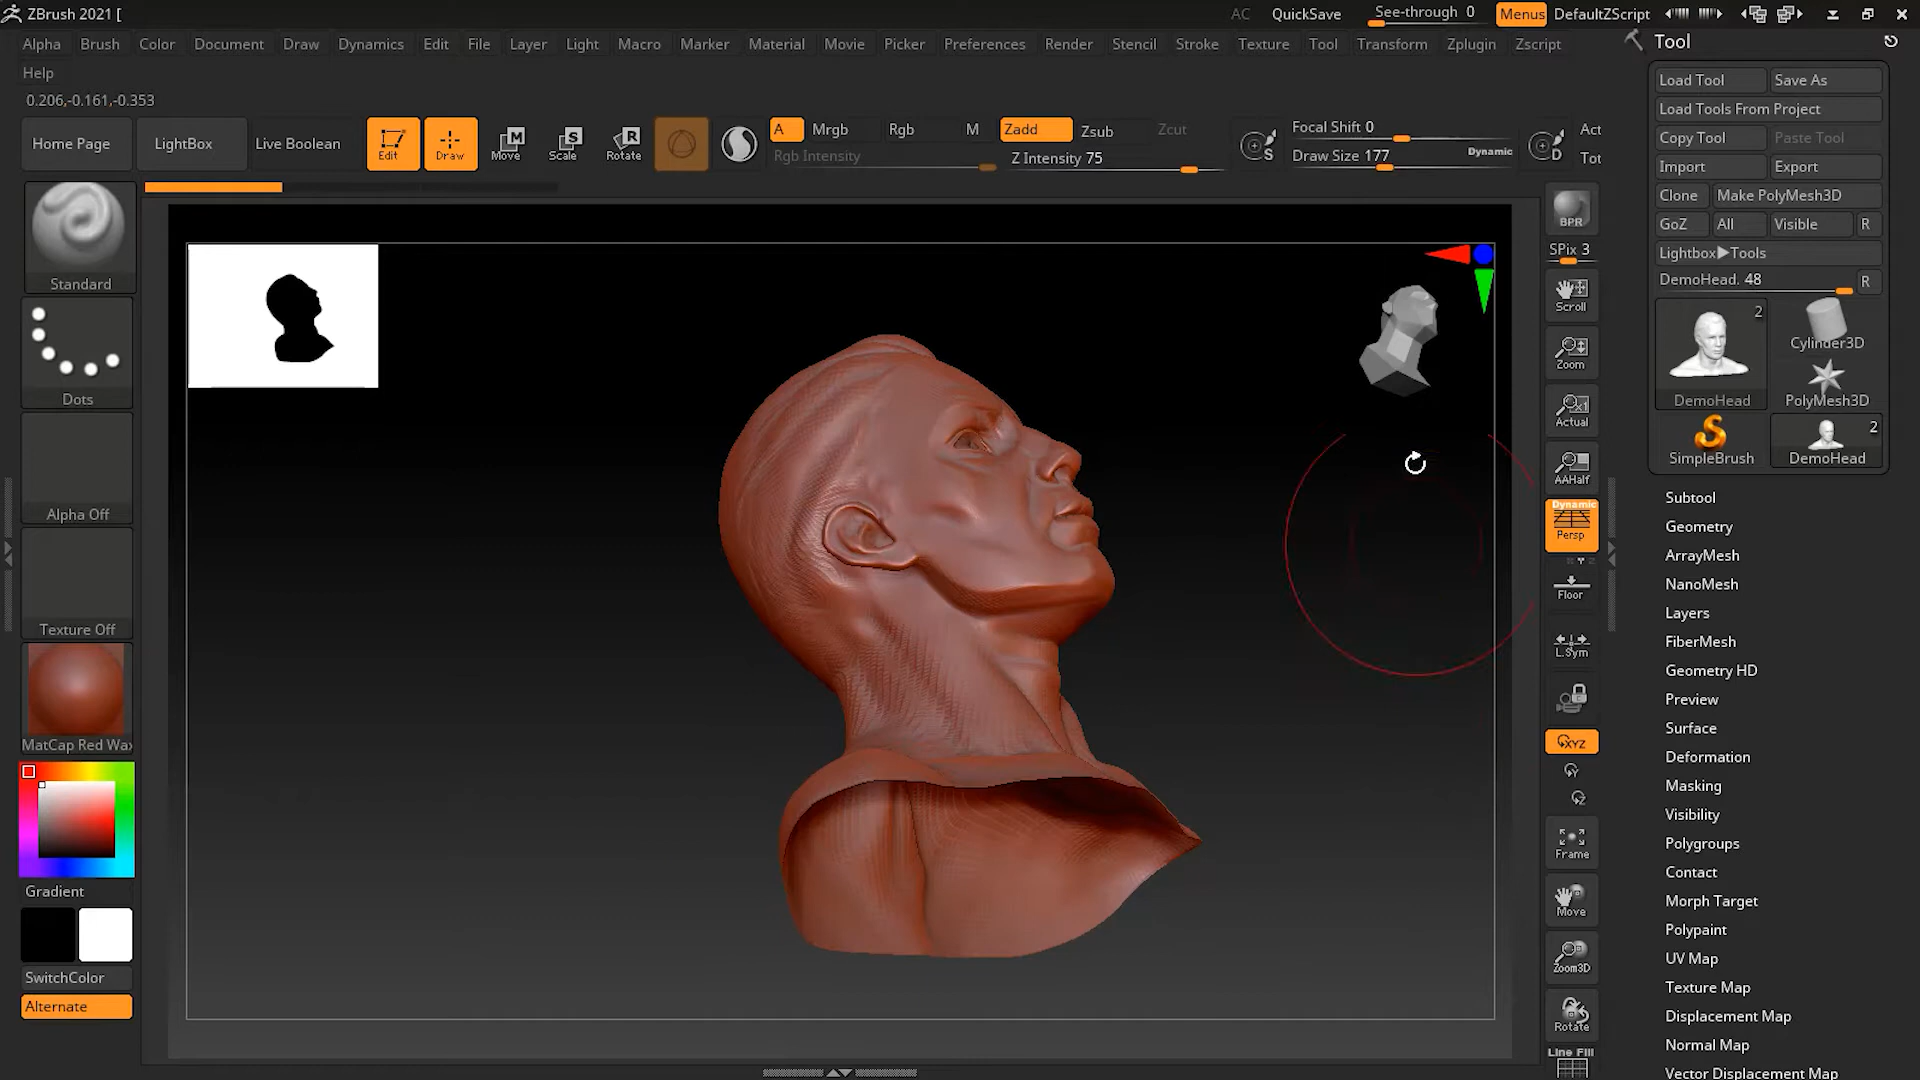 ZBrush 2021 [
AC QuickSave See-through 0 Menus DefaultZScript
Alpha Brush Color Document Draw Dynamics Edit File Layer Light Macro Marker Material Movie Picker Preferences Render Stencil Stroke Texture Tool Transform Zplugin Zscript
Help
0.206,-0.161,-0.353
Home Page LightBox Live Boolean Edit Draw Move Scale Rotate
M S R
A Mrgb Rgb M Zadd Zsub Zcut
Rgb Intensity Z Intensity 75
S
Focal Shift 0
Draw Size 177 Dynamic
D
Act
Tot
Standard
Dots
Alpha Off
Texture Off
MatCap Red Wax
Gradient
SwitchColor
Alternate
BPR
SPix 3
Scroll
Zoom
Actual
AAHalf
Dynamic
Persp
Floor
L.Sym
XYZ
Y
Z
Frame
Move
Zoom3D
Rotate
Line Fill
Tool
Load Tool Save As
Load Tools From Project
Copy Tool Paste Tool
Import Export
Clone Make PolyMesh3D
GoZ All Visible R
Lightbox▶Tools
DemoHead. 48 R
2
DemoHead
Cylinder3D
PolyMesh3D
SimpleBrush
2
DemoHead
Subtool
Geometry
ArrayMesh
NanoMesh
Layers
FiberMesh
Geometry HD
Preview
Surface
Deformation
Masking
Visibility
Polygroups
Contact
Morph Target
Polypaint
UV Map
Texture Map
Displacement Map
Normal Map
Vector Displacement Map